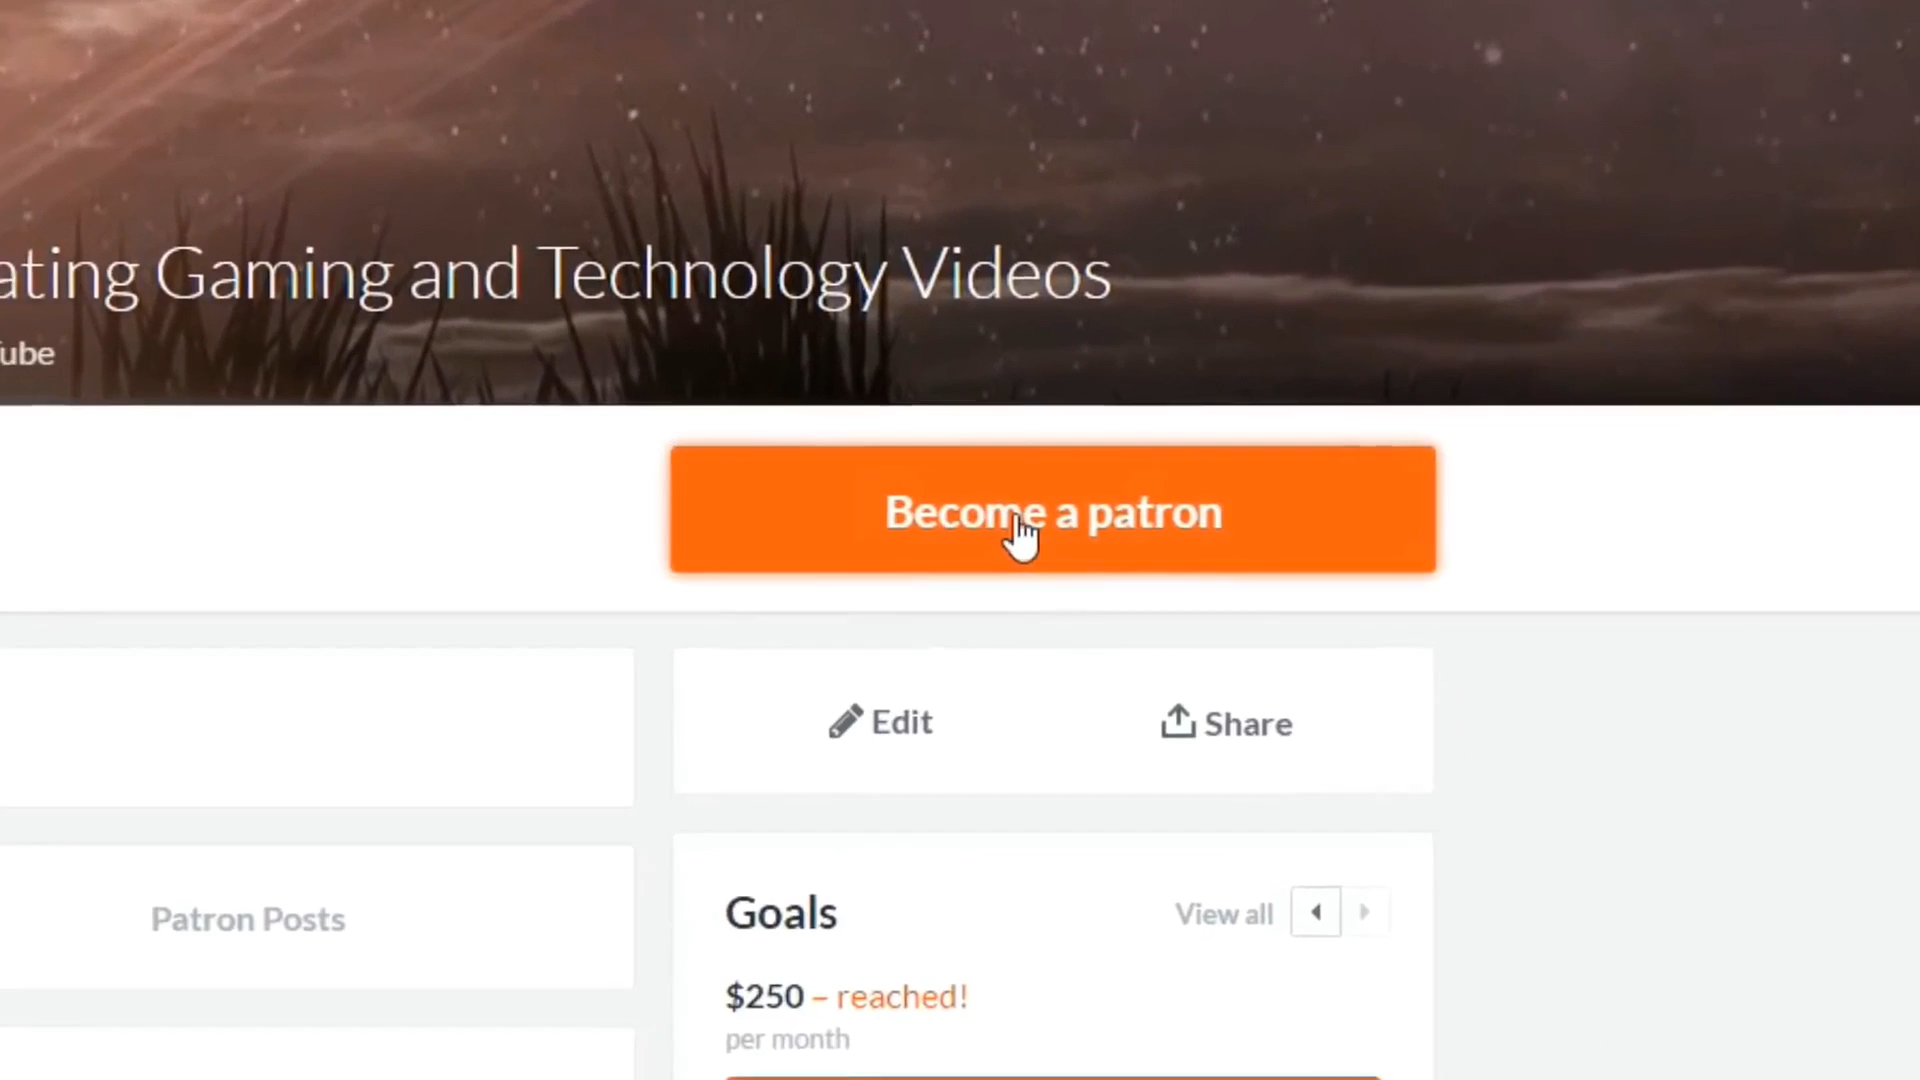 ating Gaming and Technology Videos
ube
Become a patron
Edit
Share
Patron Posts
Goals
View all
$250 – reached!
per month